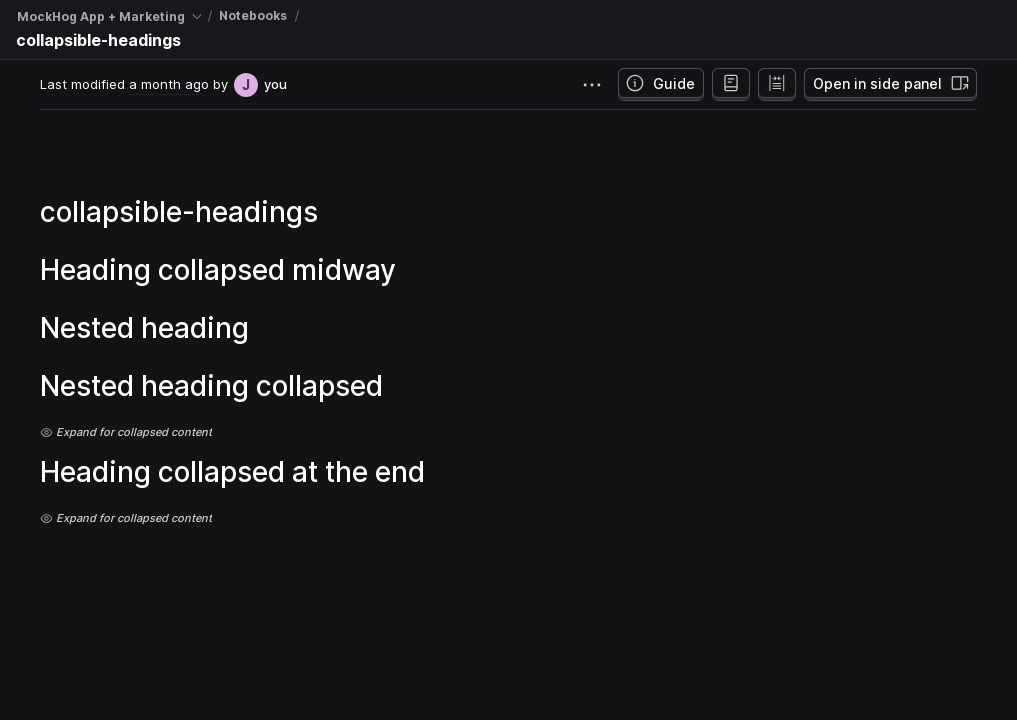 MockHog App + Marketing / Notebooks /
collapsible-headings
Last modified a month ago by J you
Guide
Open in side panel
collapsible-headings
Heading collapsed midway
Nested heading
Nested heading collapsed
Expand for collapsed content
Heading collapsed at the end
Expand for collapsed content